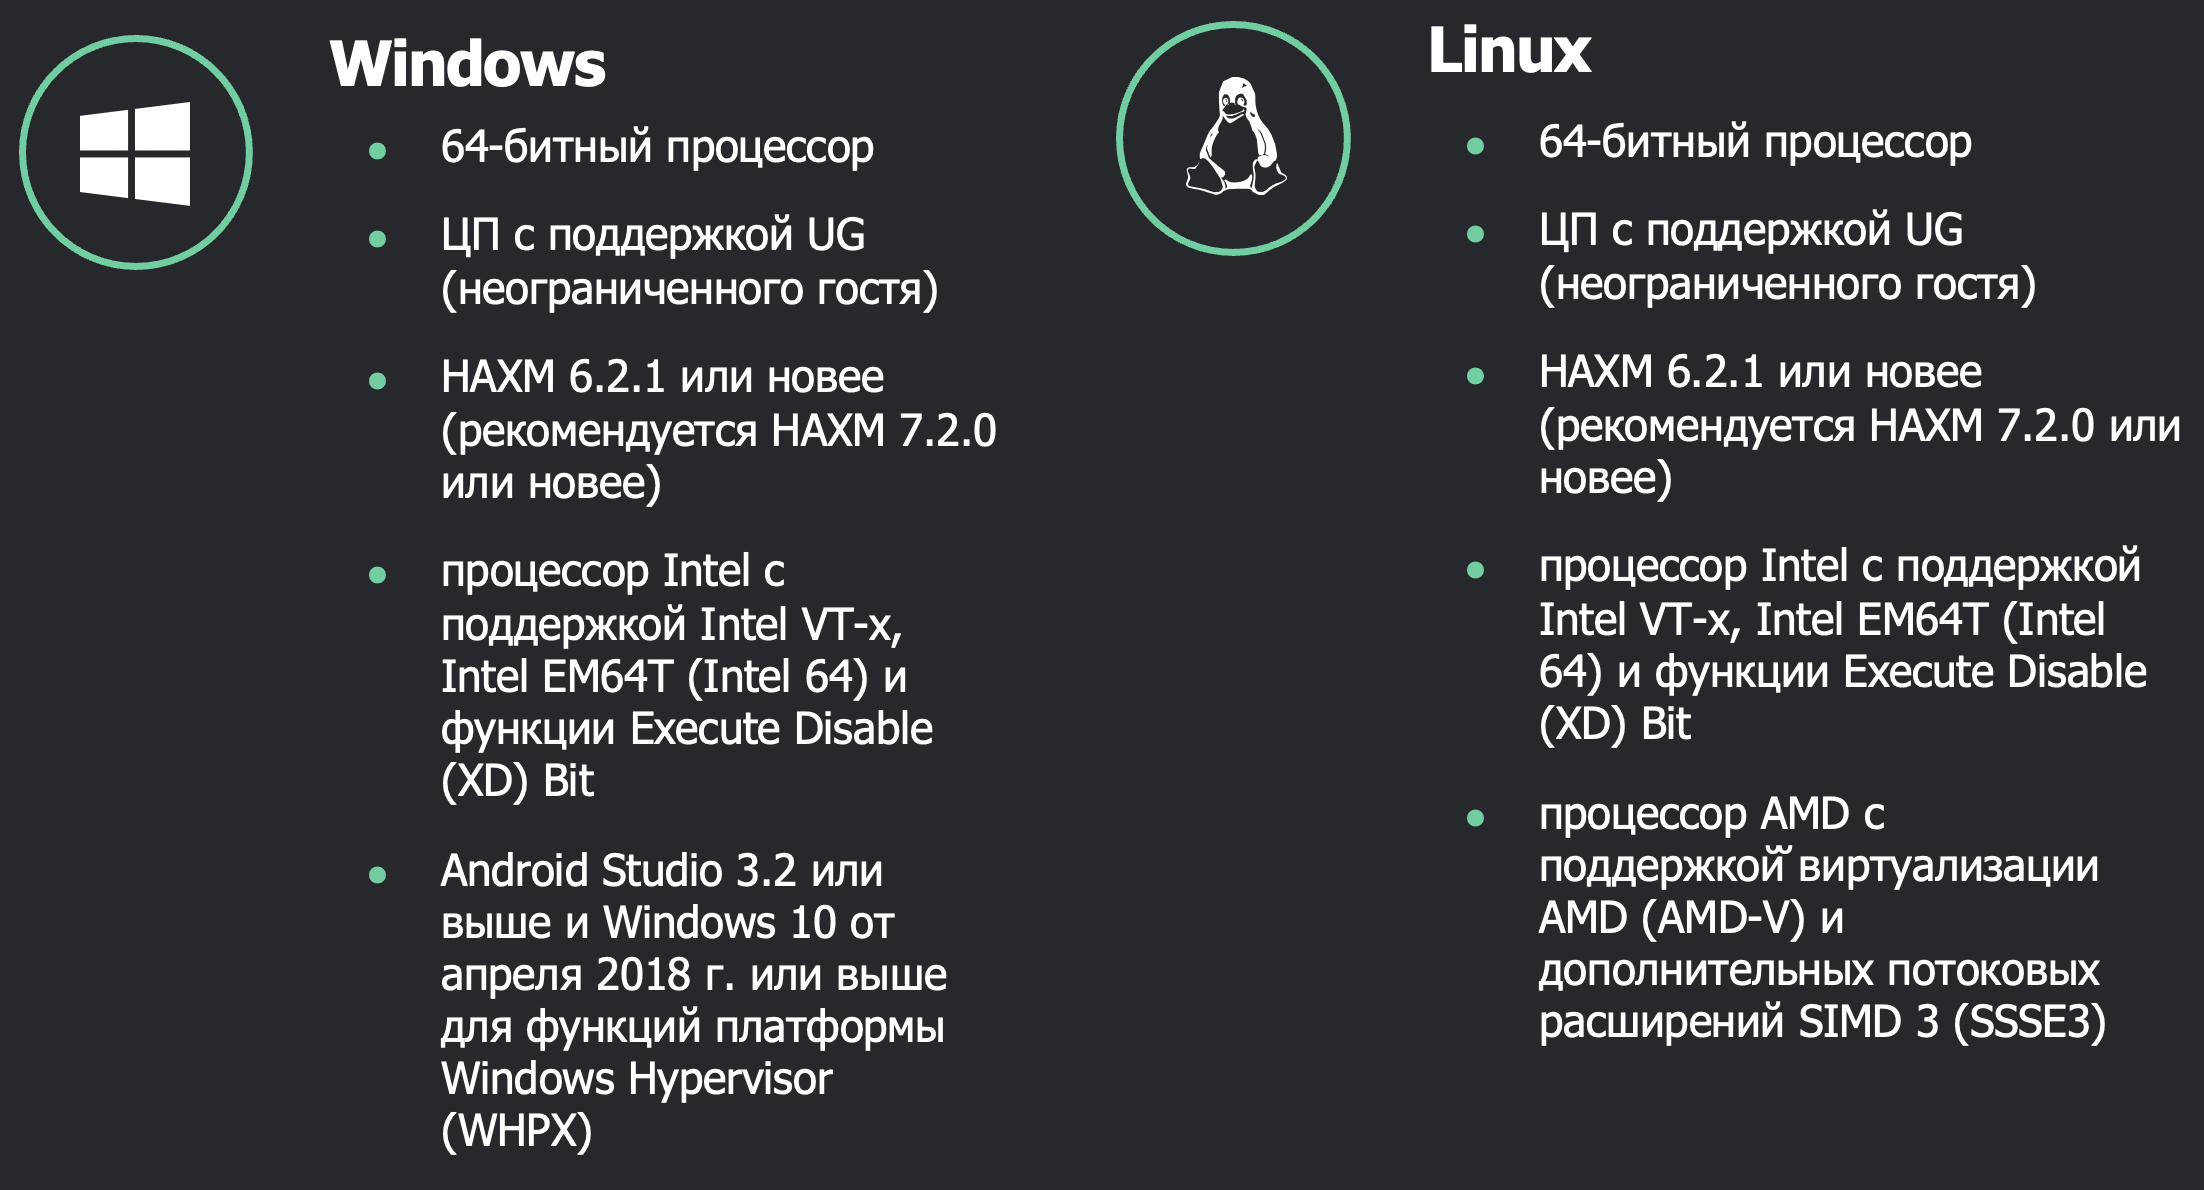 Windows
64-битный процессор
ЦП с поддержкой UG
(неограниченного гостя)
HAXM 6.2.1 или новее
(рекомендуется HAXM 7.2.0
или новее)
процессор Intel с
поддержкой Intel VT-x,
Intel EM64T (Intel 64) и
функции Execute Disable
(XD) Bit
Android Studio 3.2 или
выше и Windows 10 от
апреля 2018 г. или выше
для функций платформы
Windows Hypervisor
(WHPX)
Linux
64-битный процессор
ЦП с поддержкой UG
(неограниченного гостя)
HAXM 6.2.1 или новее
(рекомендуется HAXM 7.2.0 или
новее)
процессор Intel с поддержкой
Intel VT-x, Intel EM64T (Intel
64) и функции Execute Disable
(XD) Bit
процессор AMD с
поддержкой виртуализации
AMD (AMD-V) и
дополнительных потоковых
расширений SIMD 3 (SSSE3)